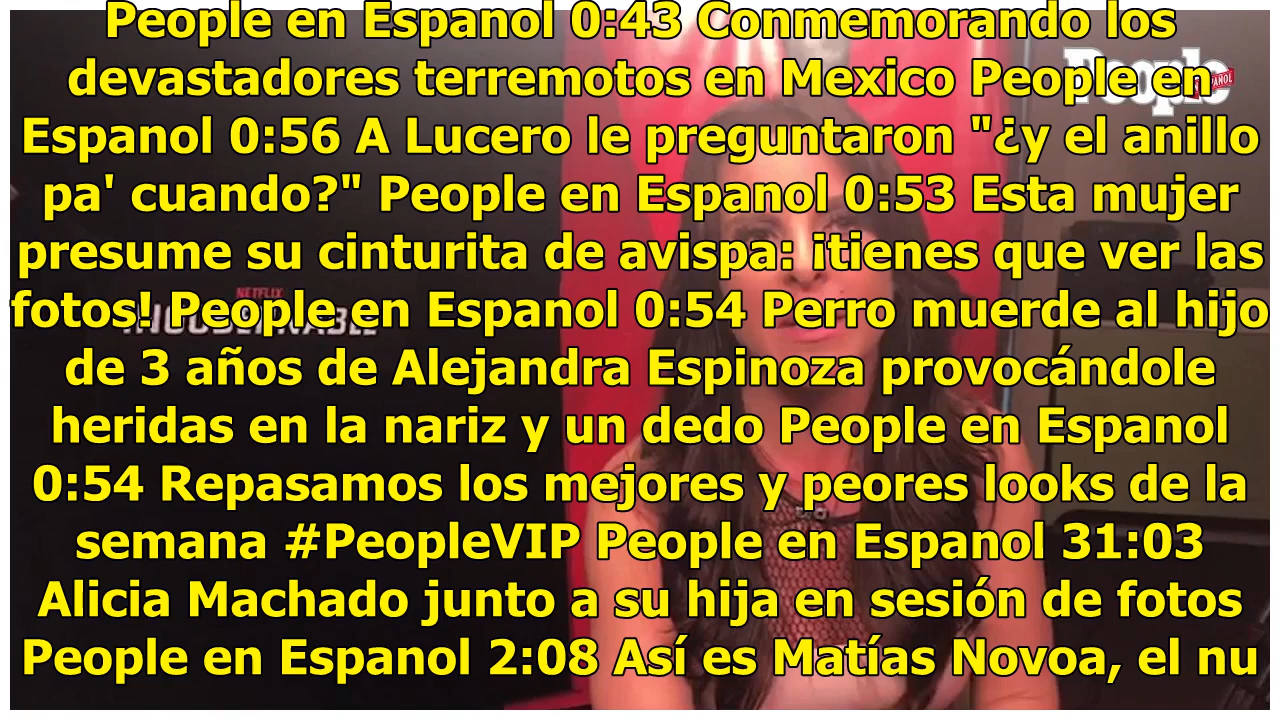 People en Espanol 0:43 Conmemorando los
devastadores terremotos en Mexico People en
Espanol 0:56 A Lucero le preguntaron "¿y el anillo
pa' cuando?" People en Espanol 0:53 Esta mujer
presume su cinturita de avispa: ¡tienes que ver las
fotos! People en Espanol 0:54 Perro muerde al hijo
de 3 años de Alejandra Espinoza provocándole
heridas en la nariz y un dedo People en Espanol
0:54 Repasamos los mejores y peores looks de la
semana #PeopleVIP People en Espanol 31:03
Alicia Machado junto a su hija en sesión de fotos
People en Espanol 2:08 Así es Matías Novoa, el nu
People
NETFLIX